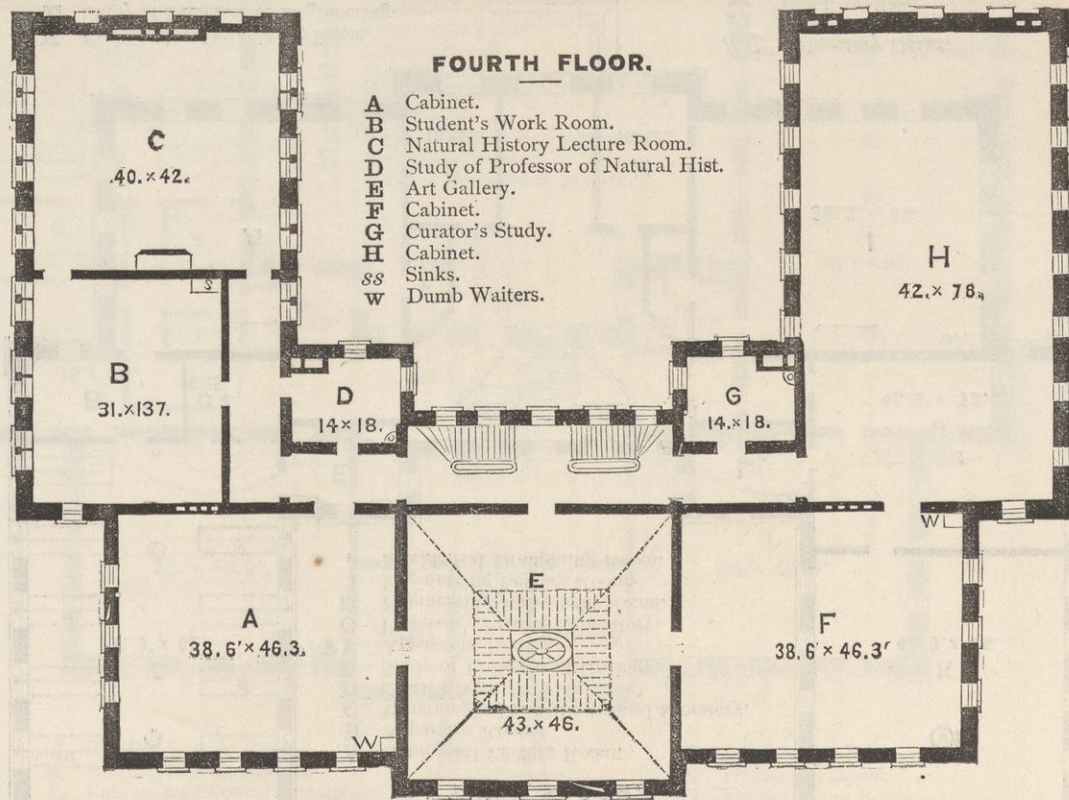 FOURTH FLOOR.
A Cabinet.
B Student's Work Room.
C Natural History Lecture Room.
D Study of Professor of Natural Hist.
E Art Gallery.
F Cabinet.
G Curator's Study.
H Cabinet.
ss Sinks.
W Dumb Waiters.
C
40. × 42.
H
42. × 78.
S
B
31. × 137.
D
14 × 18.
G
14. × 18.
W
A
38.6' × 46.3.
E
43. × 46.
F
38.6' × 46.3'
W